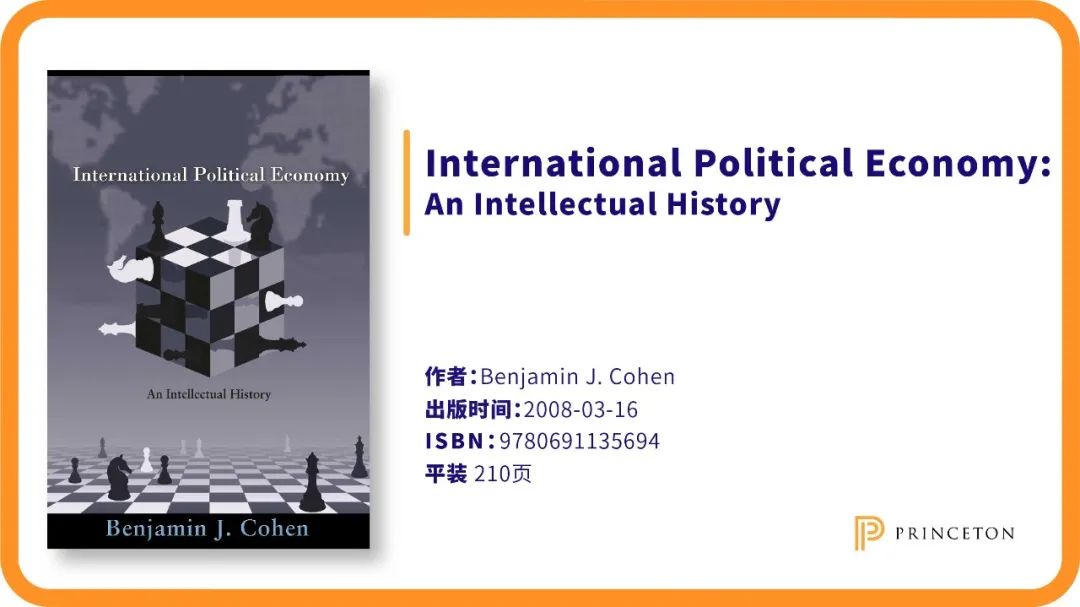 International Political Economy
An Intellectual History
Benjamin J. Cohen
International Political Economy:
An Intellectual History
作者：Benjamin J. Cohen
出版时间：2008-03-16
ISBN：9780691135694
平装 210页
PRINCETON